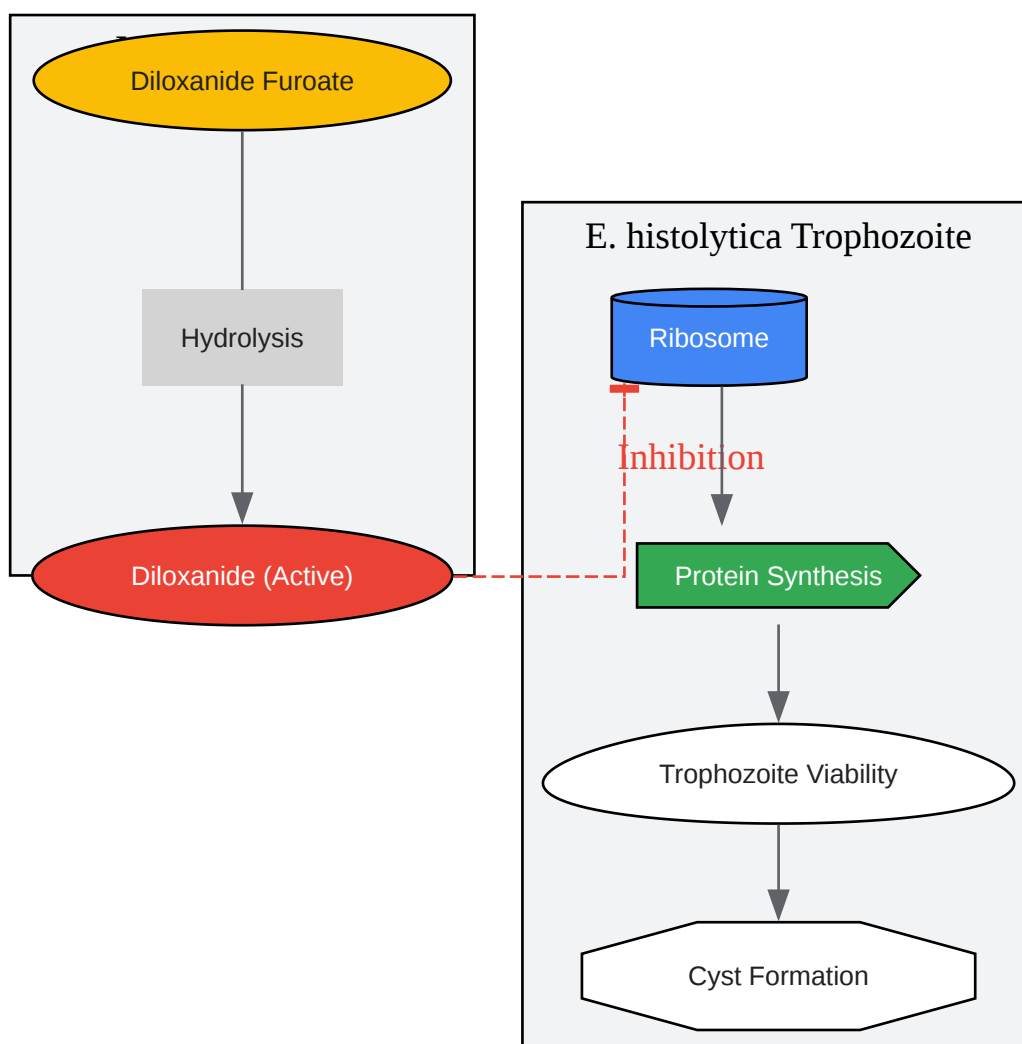 Diloxanide Furoate
Hydrolysis
Diloxanide (Active)
E. histolytica Trophozoite
Ribosome
Inhibition
Protein Synthesis
Trophozoite Viability
Cyst Formation